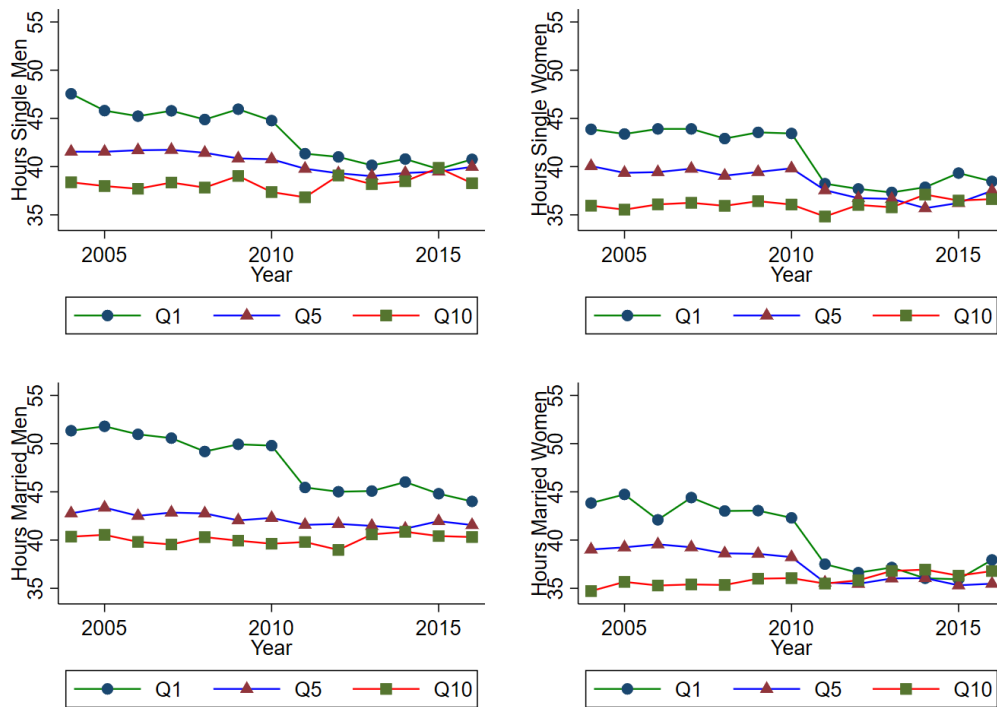 Hours Single Men
35 40 45 50 55
2005 2010 2015
Year
Q1 Q5 Q10
Hours Single Women
35 40 45 50 55
2005 2010 2015
Year
Q1 Q5 Q10
Hours Married Men
35 40 45 50 55
2005 2010 2015
Year
Q1 Q5 Q10
Hours Married Women
35 40 45 50 55
2005 2010 2015
Year
Q1 Q5 Q10